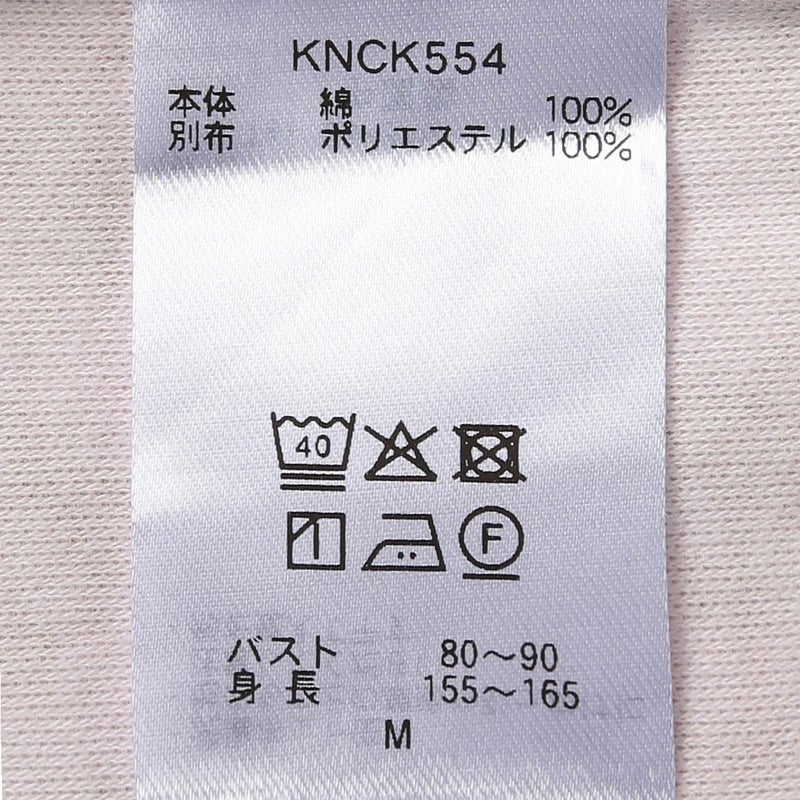 KNCK554
本体 綿 100%
別布 ポリエステル 100%
40
F
バスト 80～90
身長 155～165
M